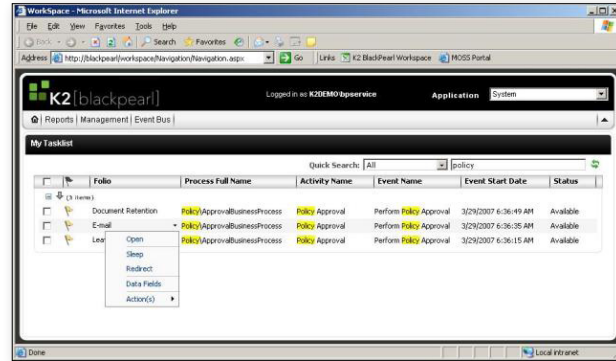 WorkSpace - Microsoft Internet Explorer
File Edit View Favorites Tools Help
Back Search Favorites
Address http://blackpearl/workspace/Navigation/Navigation.aspx Go Links K2 BlackPearl Workspace MOSS Portal
K2[blackpearl] Logged in as K2DEMO\bpservice Application System
Reports | Management | Event Bus |
My Tasklist
Quick Search: All policy
Folio Process Full Name Activity Name Event Name Event Start Date Status
(3 Items)
Document Retention Policy\ApprovalBusinessProcess Policy Approval Perform Policy Approval 3/29/2007 6:36:49 AM Available
E-mail Policy\ApprovalBusinessProcess Policy Approval Perform Policy Approval 3/29/2007 6:36:35 AM Available
Lea Policy\ApprovalBusinessProcess Policy Approval Perform Policy Approval 3/29/2007 6:36:15 AM Available
Open
Sleep
Redirect
Data Fields
Action(s)
Done Local intranet